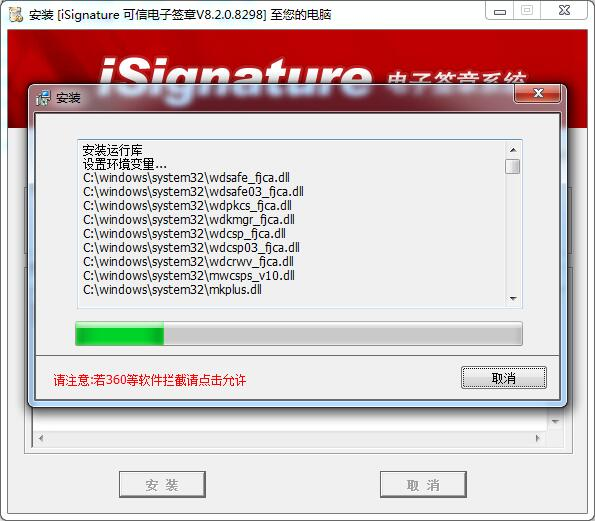 安装 [iSignature 可信电子签章V8.2.0.8298] 至您的电脑
iSignature 电子签章系统
安装
安装运行库
设置环境变量...
C:\windows\system32\wdsafe_fjca.dll
C:\windows\system32\wdsafe03_fjca.dll
C:\windows\system32\wdpkcs_fjca.dll
C:\windows\system32\wdkmgr_fjca.dll
C:\windows\system32\wdcsp_fjca.dll
C:\windows\system32\wdcsp03_fjca.dll
C:\windows\system32\wdcrwv_fjca.dll
C:\windows\system32\mwcsps_v10.dll
C:\windows\system32\mkplus.dll
请注意:若360等软件拦截请点击允许
取消
安 装
取 消